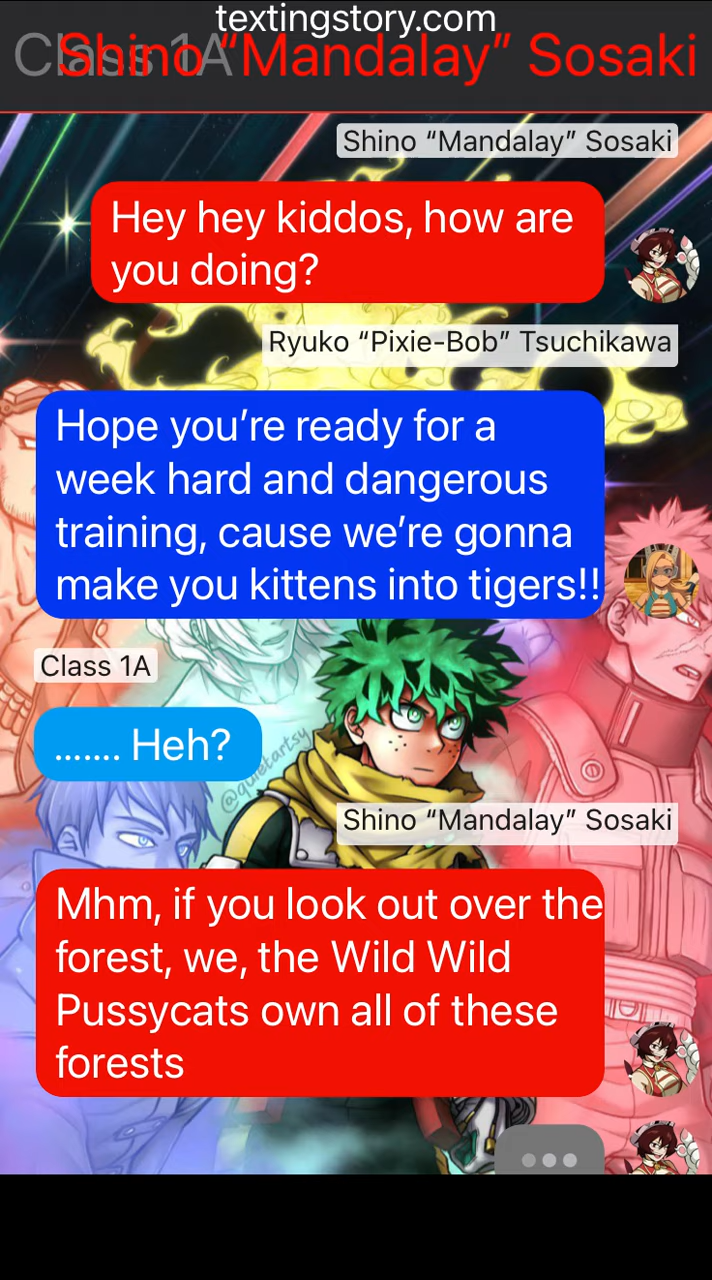 textingstory.com
Class 1A
Shino “Mandalay” Sosaki
Shino “Mandalay” Sosaki
Hey hey kiddos, how are
you doing?
Ryuko “Pixie-Bob” Tsuchikawa
Hope you’re ready for a
week hard and dangerous
training, cause we’re gonna
make you kittens into tigers!!
Class 1A
....... Heh?
@quietartsy
Shino “Mandalay” Sosaki
Mhm, if you look out over the
forest, we, the Wild Wild
Pussycats own all of these
forests